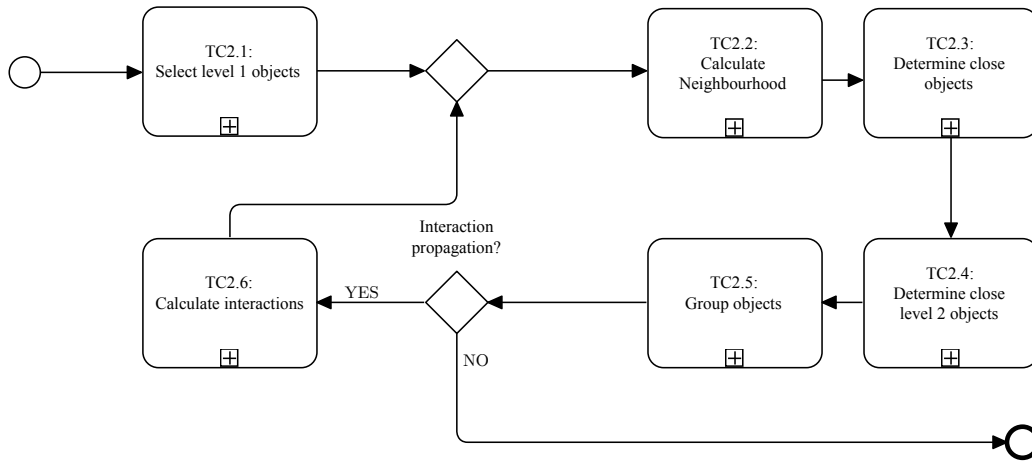 TC2.1:
Select level 1 objects
TC2.2:
Calculate
Neighbourhood
TC2.3:
Determine close
objects
Interaction
propagation?
TC2.6:
Calculate interactions
YES
TC2.5:
Group objects
TC2.4:
Determine close
level 2 objects
NO